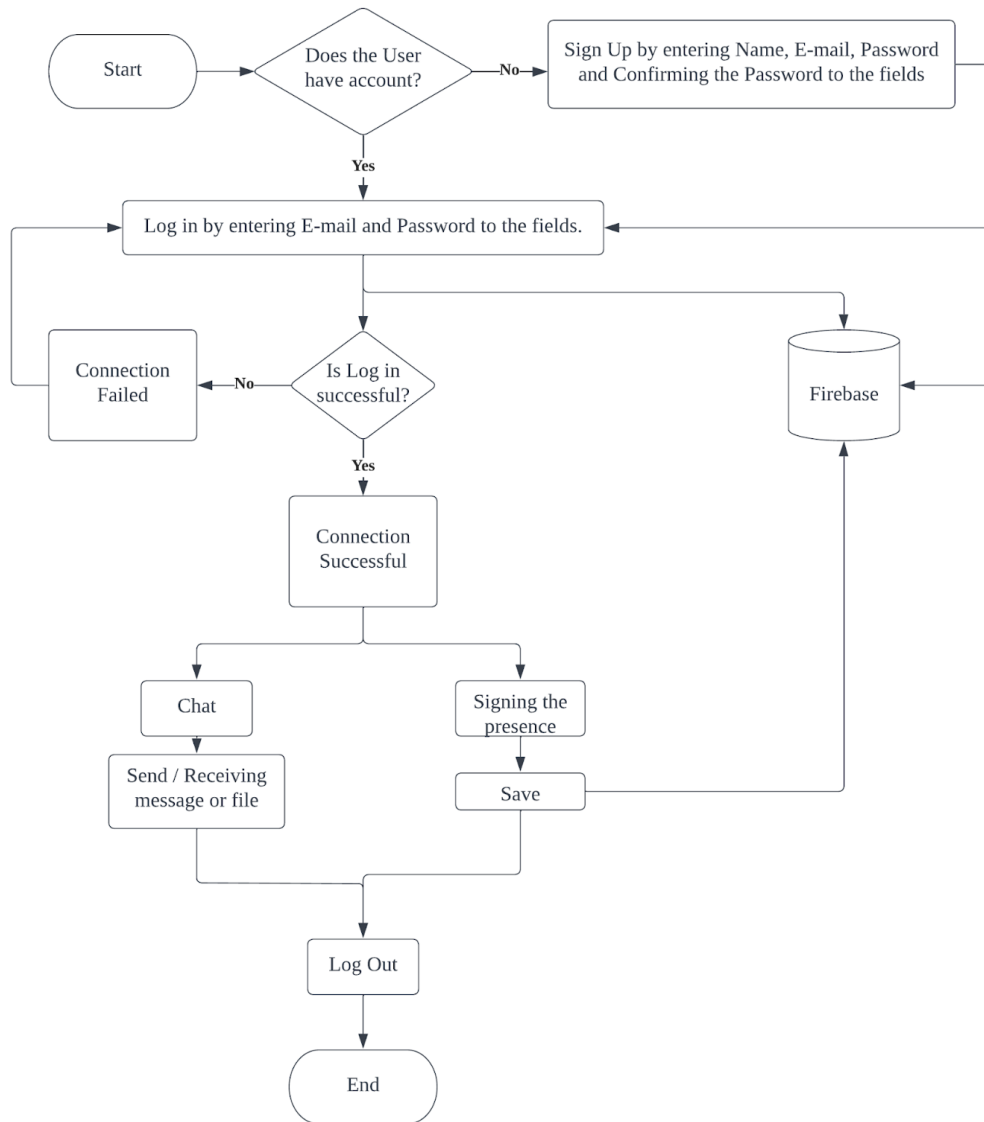 Start
Does the User
have account?
No
Sign Up by entering Name, E-mail, Password
and Confirming the Password to the fields
Yes
Log in by entering E-mail and Password to the fields.
Connection
Failed
No
Is Log in
successful?
Firebase
Yes
Connection
Successful
Chat
Signing the
presence
Send / Receiving
message or file
Save
Log Out
End